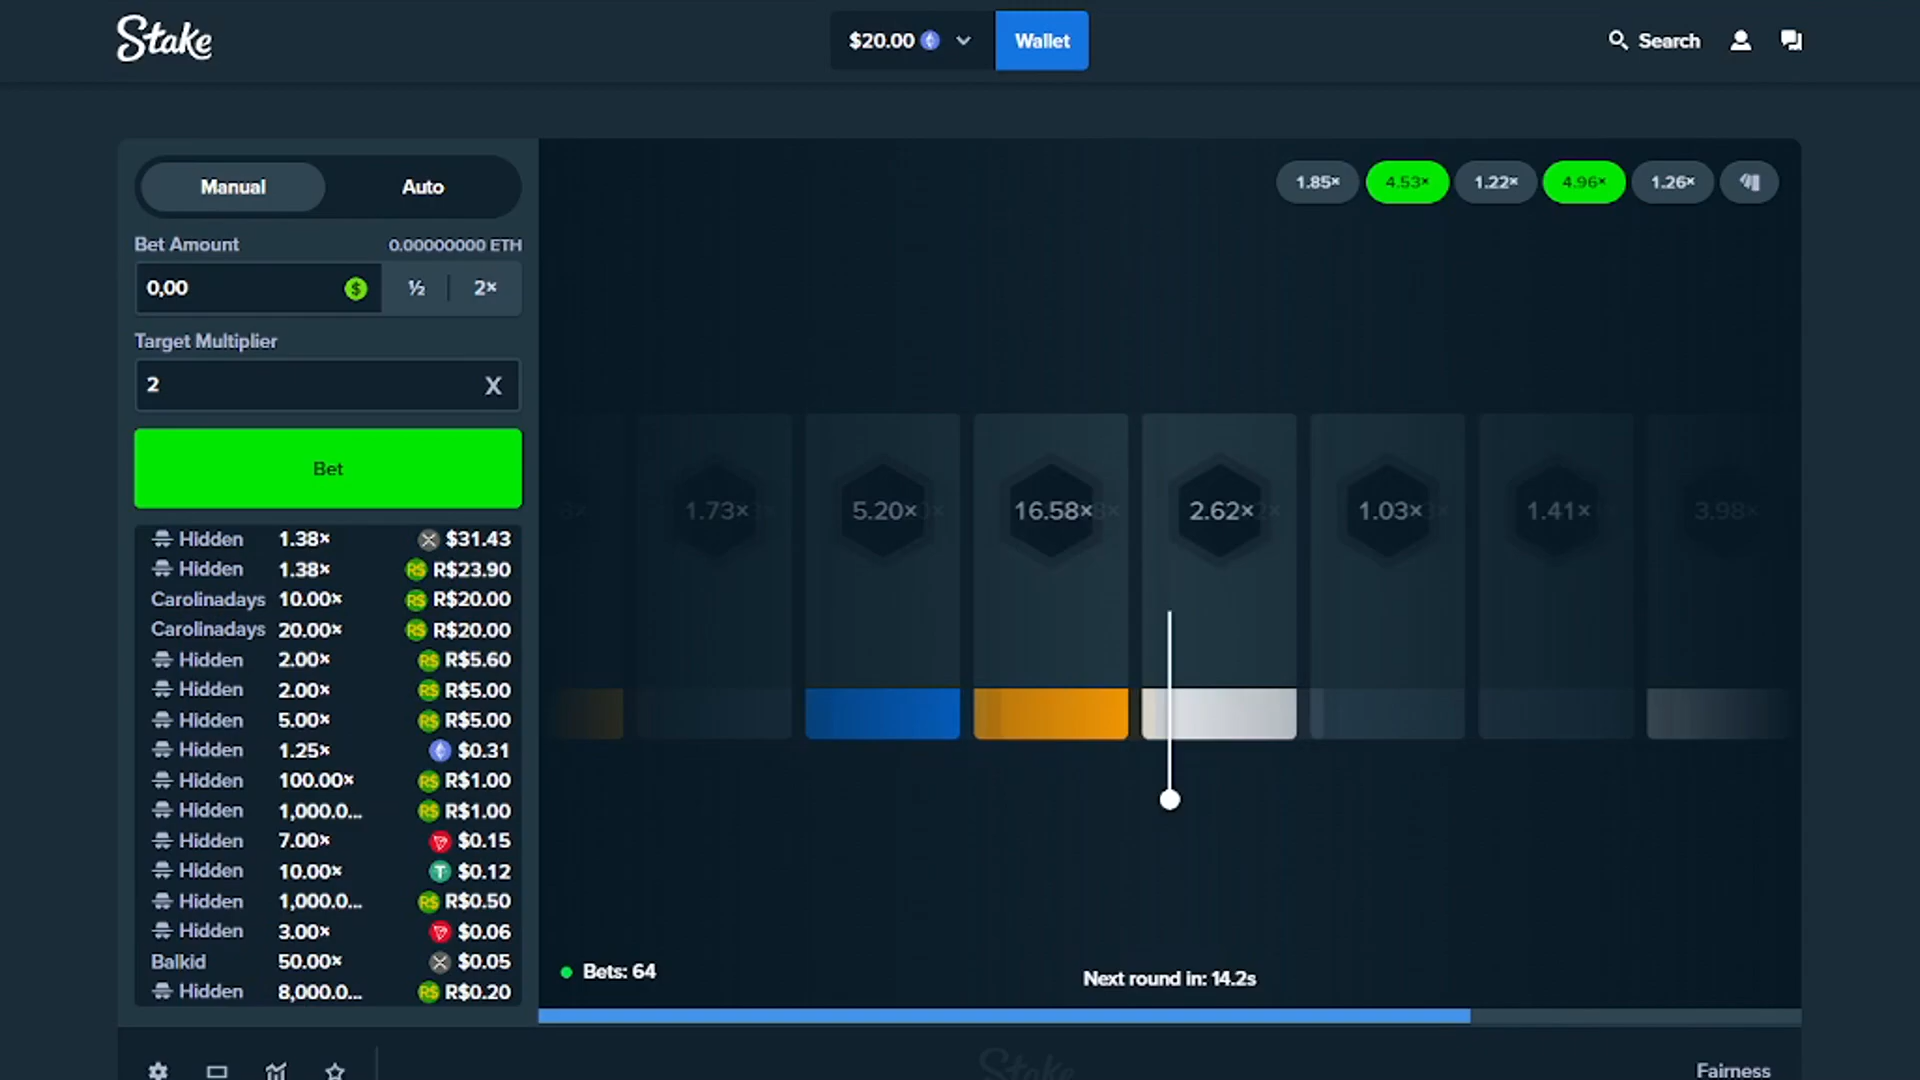 Stake
$20.00
Wallet
Search
Manual
Auto
1.85×
4.53×
1.22×
4.96×
1.26×
Bet Amount
0.00000000 ETH
0,00
½
2×
Target Multiplier
2
X
Bet
1.73×
5.20×
16.58×
2.62×
1.03×
1.41×
3.98×
Hidden 1.38× $31.43
Hidden 1.38× R$23.90
Carolinadays 10.00× R$20.00
Carolinadays 20.00× R$20.00
Hidden 2.00× R$5.60
Hidden 2.00× R$5.00
Hidden 5.00× R$5.00
Hidden 1.25× $0.31
Hidden 100.00× R$1.00
Hidden 1,000.0... R$1.00
Hidden 7.00× $0.15
Hidden 10.00× $0.12
Hidden 1,000.0... R$0.50
Hidden 3.00× $0.06
Balkid 50.00× $0.05
Hidden 8,000.0... R$0.20
Bets: 64
Next round in: 14.2s
Stake
Fairness